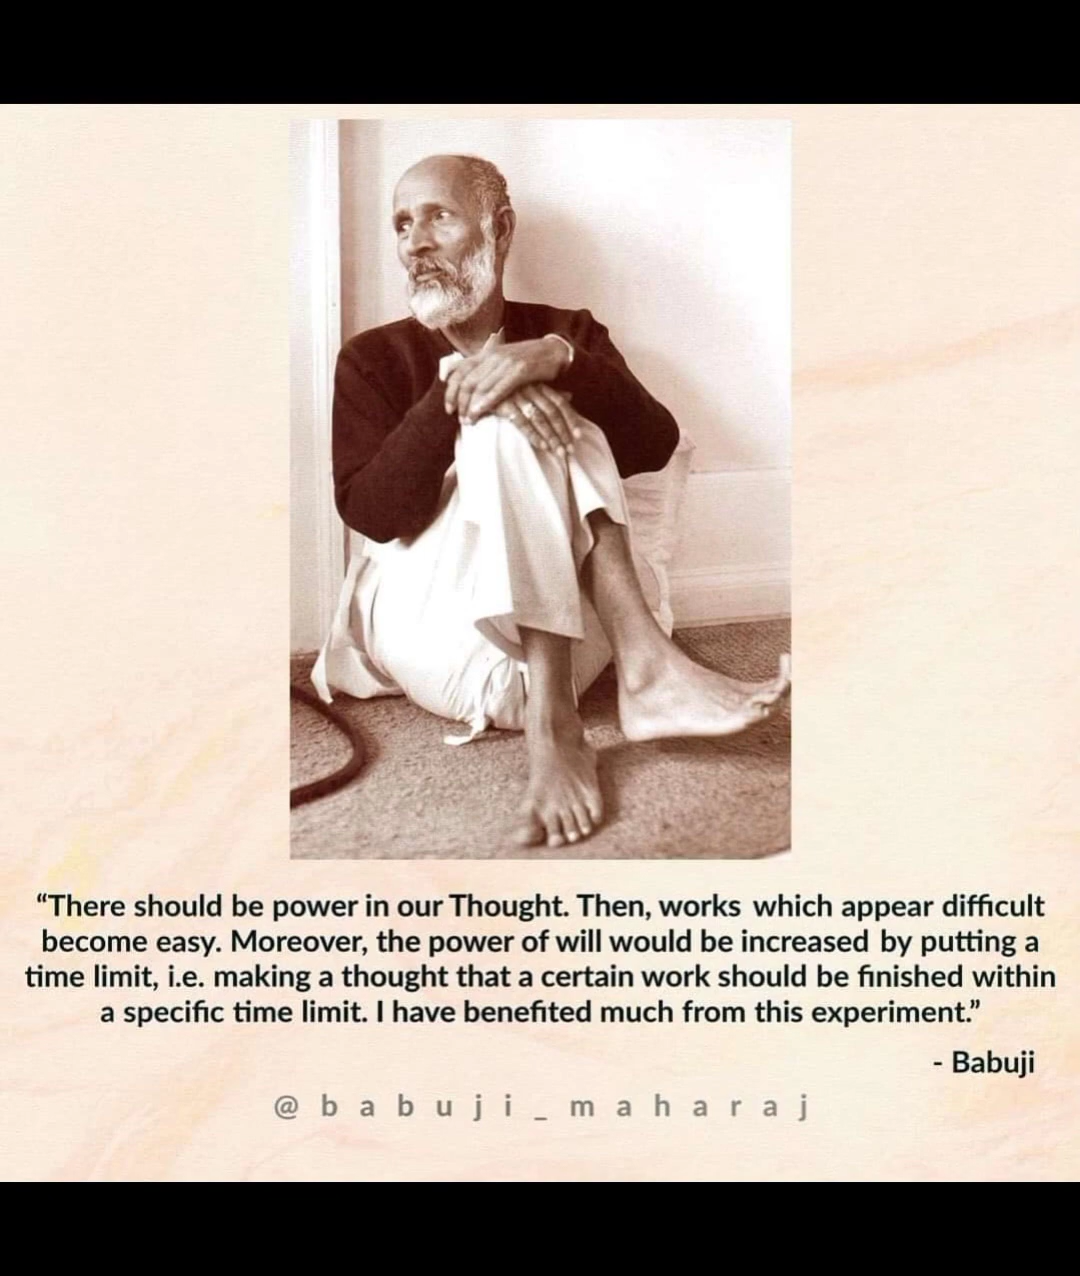 “There should be power in our Thought. Then, works which appear difficult
become easy. Moreover, the power of will would be increased by putting a
time limit, i.e. making a thought that a certain work should be finished within
a specific time limit. I have benefited much from this experiment.”
- Babuji
@babuji_maharaj